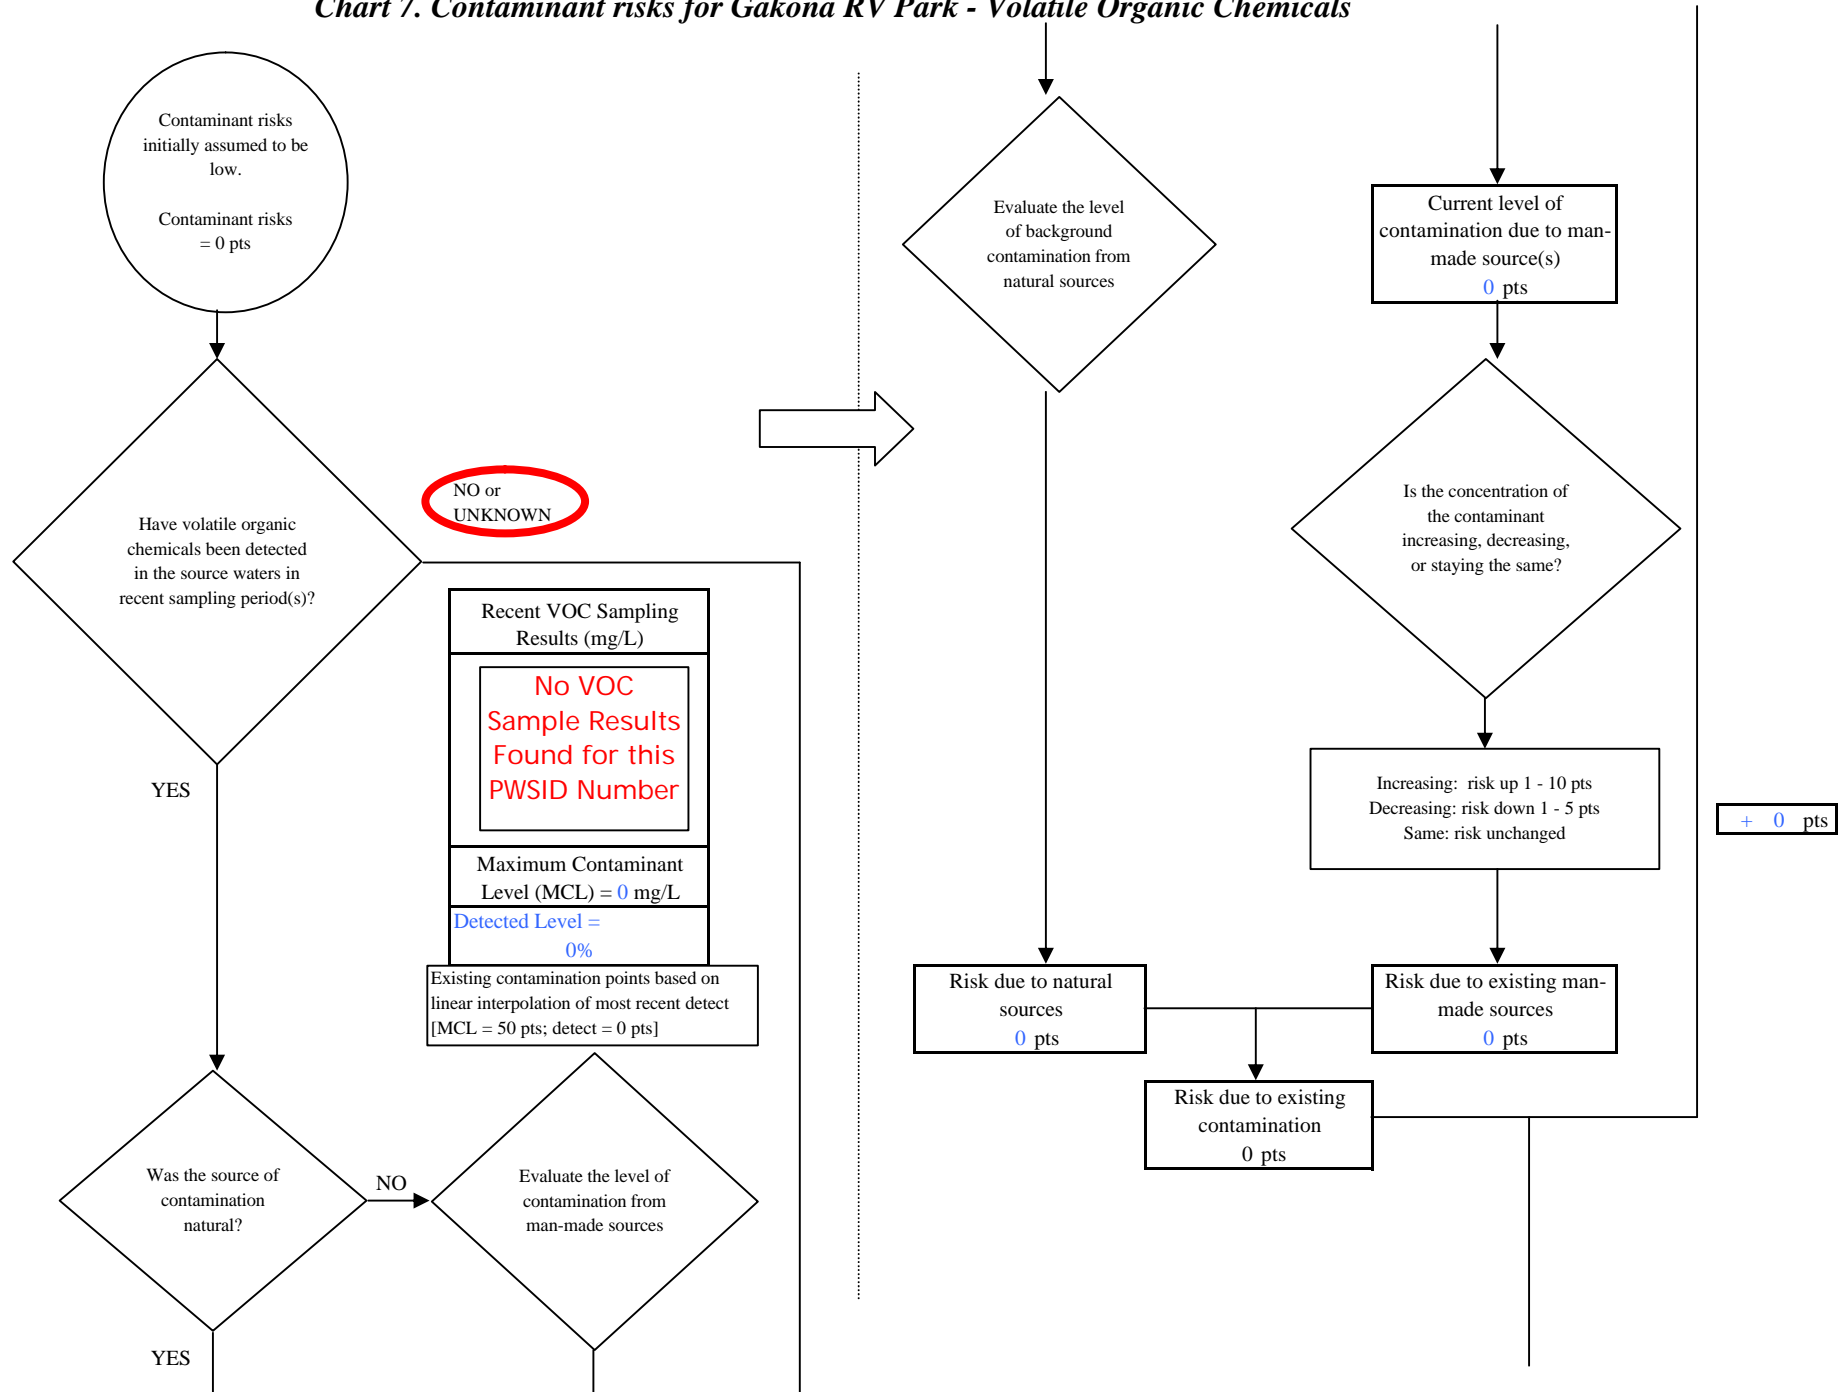 Chart 7. Contaminant risks for Gakona RV Park - Volatile Organic Chemicals
Contaminant risks
initially assumed to be
low.
Contaminant risks
= 0 pts
Have volatile organic
chemicals been detected
in the source waters in
recent sampling period(s)?
NO or
UNKNOWN
YES
Recent VOC Sampling
Results (mg/L)
No VOC
Sample Results
Found for this
PWSID Number
Maximum Contaminant
Level (MCL) = 0 mg/L
Detected Level =
0%
Existing contamination points based on
linear interpolation of most recent detect
[MCL = 50 pts; detect = 0 pts]
Was the source of
contamination
natural?
NO
YES
Evaluate the level of
contamination from
man-made sources
Evaluate the level
of background
contamination from
natural sources
Current level of
contamination due to man-
made source(s)
0 pts
Is the concentration of
the contaminant
increasing, decreasing,
or staying the same?
Increasing: risk up 1 - 10 pts
Decreasing: risk down 1 - 5 pts
Same: risk unchanged
+ 0 pts
Risk due to natural
sources
0 pts
Risk due to existing man-
made sources
0 pts
Risk due to existing
contamination
0 pts